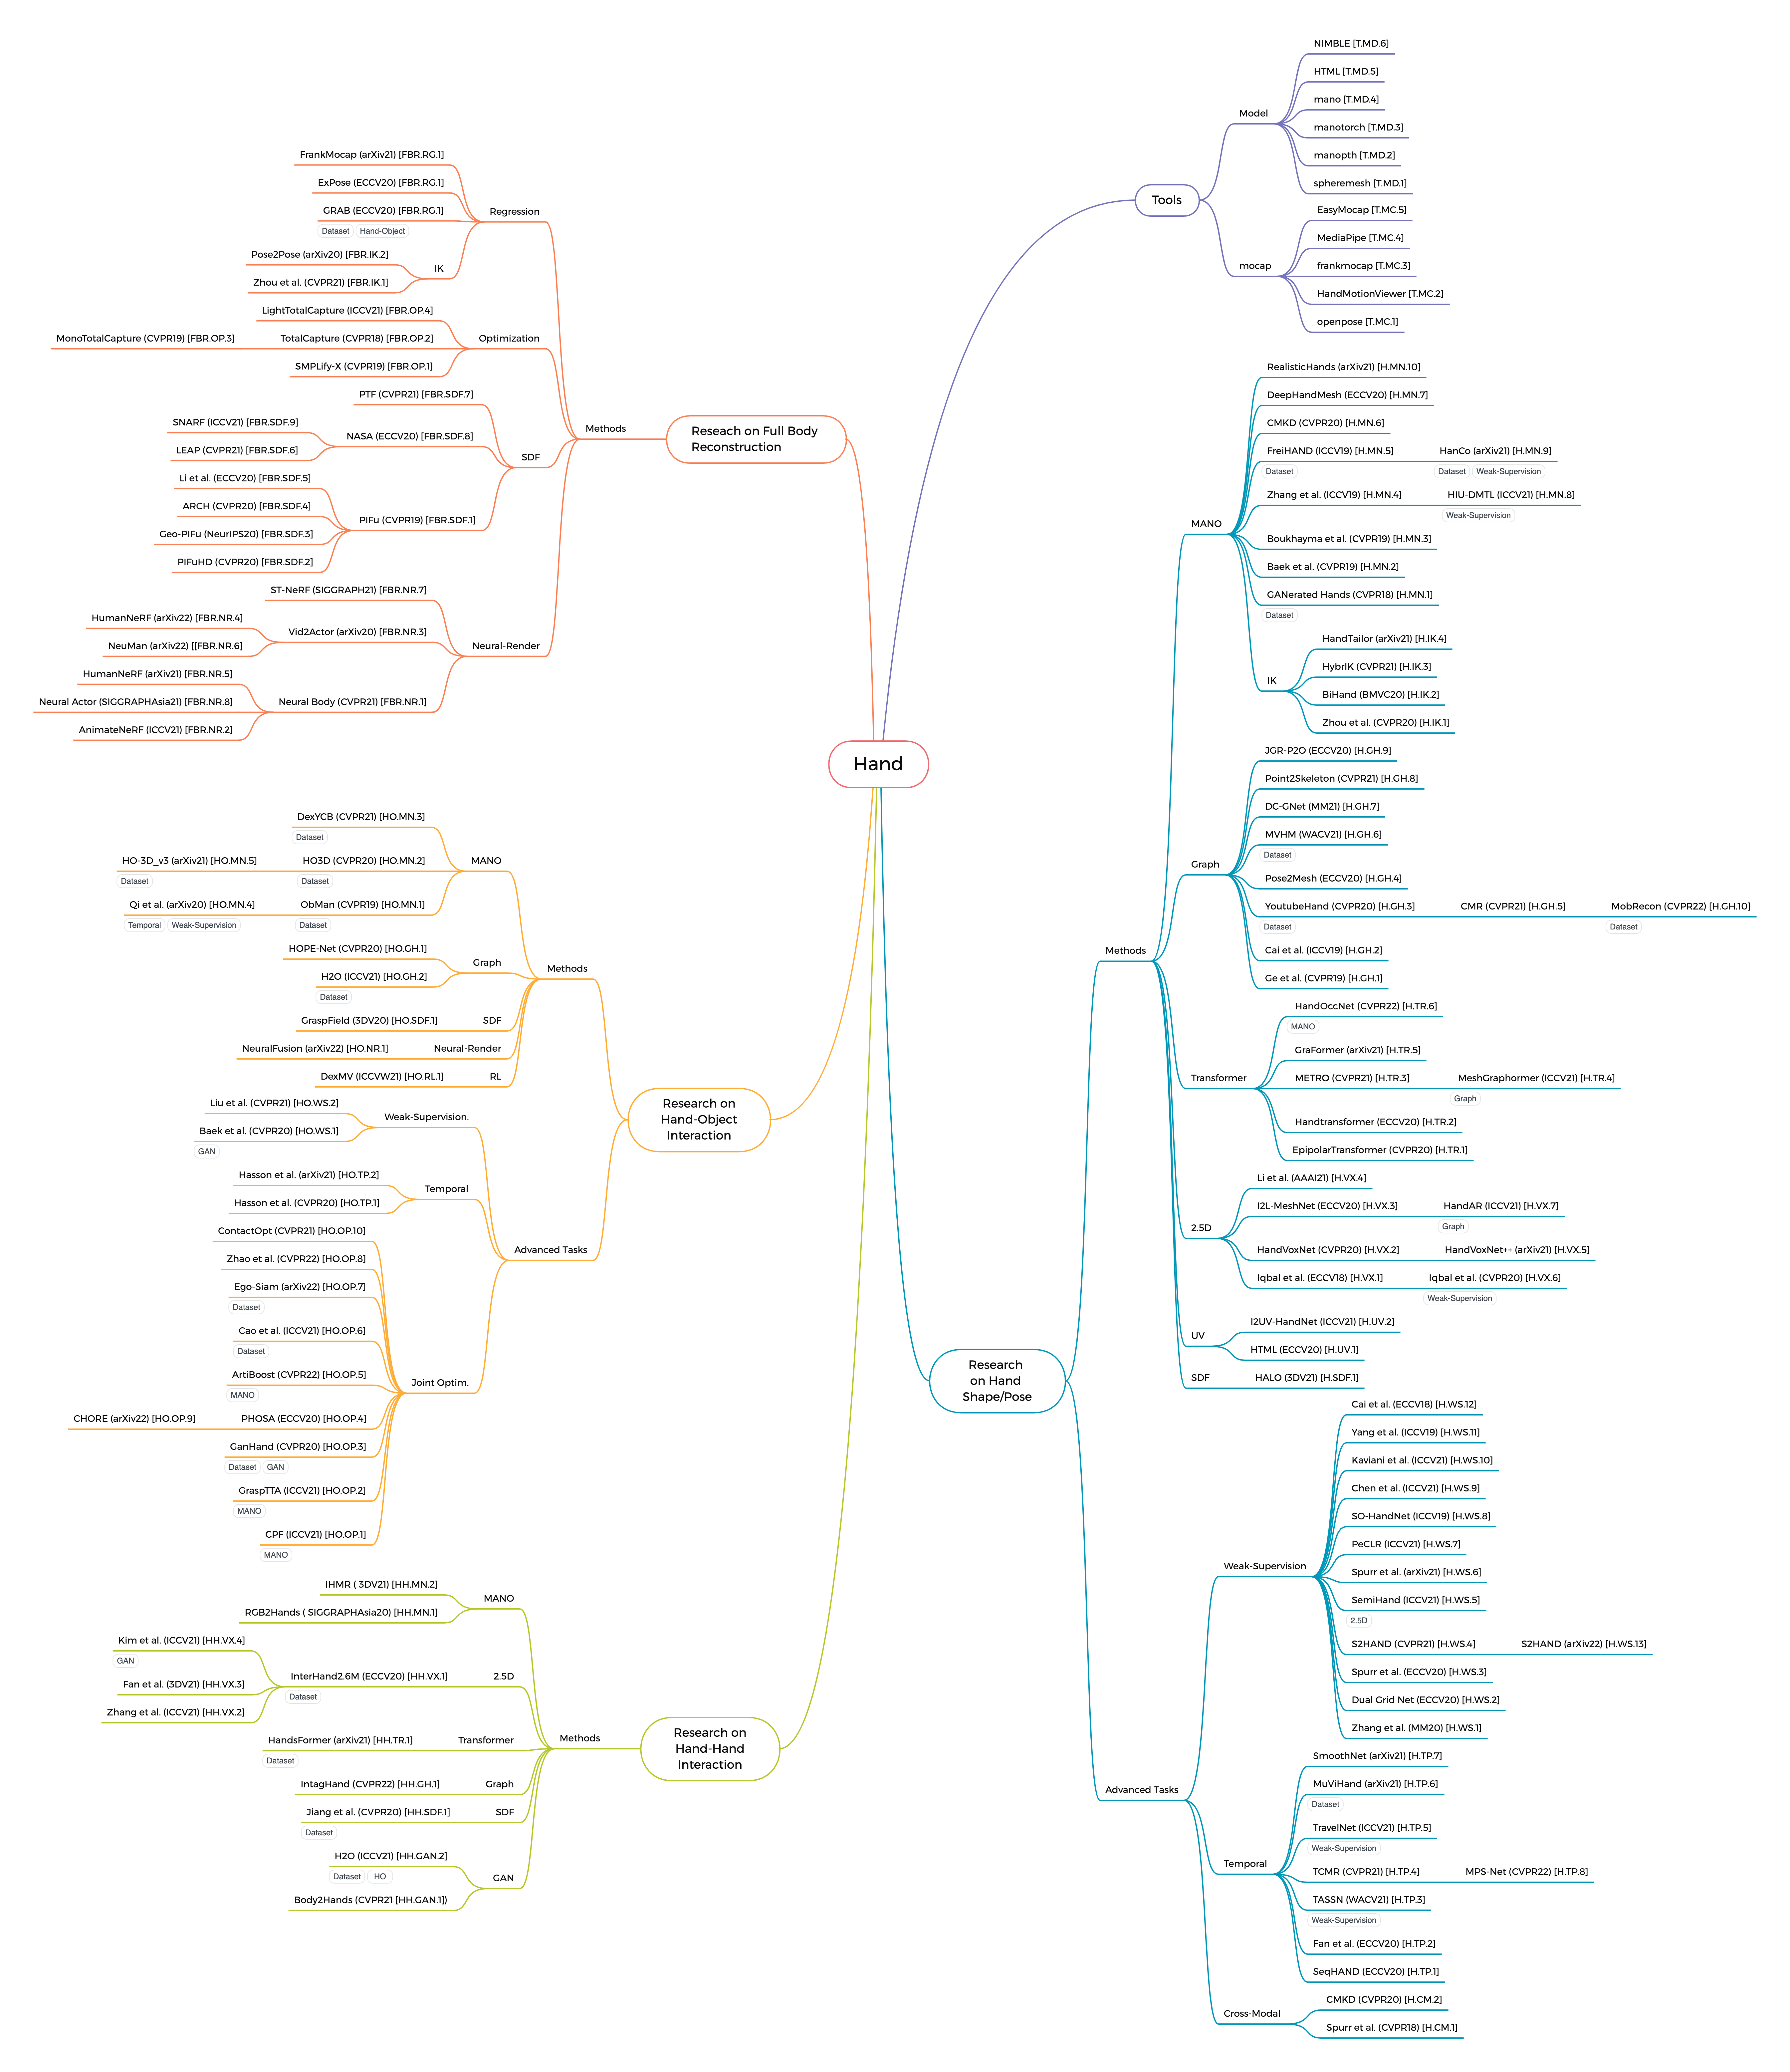 Hand
Tools
Model
NIMBLE [T.MD.6]
HTML [T.MD.5]
mano [T.MD.4]
manotorch [T.MD.3]
manopth [T.MD.2]
spheremesh [T.MD.1]
mocap
EasyMocap [T.MC.5]
MediaPipe [T.MC.4]
frankmocap [T.MC.3]
HandMotionViewer [T.MC.2]
openpose [T.MC.1]
Reseach on Full Body
Reconstruction
Methods
Regression
FrankMocap (arXiv21) [FBR.RG.1]
ExPose (ECCV20) [FBR.RG.1]
GRAB (ECCV20) [FBR.RG.1]
Dataset Hand-Object
IK
Pose2Pose (arXiv20) [FBR.IK.2]
Zhou et al. (CVPR21) [FBR.IK.1]
Optimization
LightTotalCapture (ICCV21) [FBR.OP.4]
TotalCapture (CVPR18) [FBR.OP.2]
MonoTotalCapture (CVPR19) [FBR.OP.3]
SMPLify-X (CVPR19) [FBR.OP.1]
SDF
PTF (CVPR21) [FBR.SDF.7]
NASA (ECCV20) [FBR.SDF.8]
SNARF (ICCV21) [FBR.SDF.9]
LEAP (CVPR21) [FBR.SDF.6]
PIFu (CVPR19) [FBR.SDF.1]
Li et al. (ECCV20) [FBR.SDF.5]
ARCH (CVPR20) [FBR.SDF.4]
Geo-PIFu (NeurIPS20) [FBR.SDF.3]
PIFuHD (CVPR20) [FBR.SDF.2]
Neural-Render
ST-NeRF (SIGGRAPH21) [FBR.NR.7]
Vid2Actor (arXiv20) [FBR.NR.3]
HumanNeRF (arXiv22) [FBR.NR.4]
NeuMan (arXiv22) [[FBR.NR.6]
Neural Body (CVPR21) [FBR.NR.1]
HumanNeRF (arXiv21) [FBR.NR.5]
Neural Actor (SIGGRAPHAsia21) [FBR.NR.8]
AnimateNeRF (ICCV21) [FBR.NR.2]
Research on
Hand-Object
Interaction
Methods
MANO
DexYCB (CVPR21) [HO.MN.3]
Dataset
HO3D (CVPR20) [HO.MN.2]
Dataset
HO-3D_v3 (arXiv21) [HO.MN.5]
Dataset
ObMan (CVPR19) [HO.MN.1]
Dataset
Qi et al. (arXiv20) [HO.MN.4]
Temporal Weak-Supervision
Graph
HOPE-Net (CVPR20) [HO.GH.1]
H2O (ICCV21) [HO.GH.2]
Dataset
SDF
GraspField (3DV20) [HO.SDF.1]
Neural-Render
NeuralFusion (arXiv22) [HO.NR.1]
RL
DexMV (ICCVW21) [HO.RL.1]
Advanced Tasks
Weak-Supervision.
Liu et al. (CVPR21) [HO.WS.2]
Baek et al. (CVPR20) [HO.WS.1]
GAN
Temporal
Hasson et al. (arXiv21) [HO.TP.2]
Hasson et al. (CVPR20) [HO.TP.1]
Joint Optim.
ContactOpt (CVPR21) [HO.OP.10]
Zhao et al. (CVPR22) [HO.OP.8]
Ego-Siam (arXiv22) [HO.OP.7]
Dataset
Cao et al. (ICCV21) [HO.OP.6]
Dataset
ArtiBoost (CVPR22) [HO.OP.5]
MANO
PHOSA (ECCV20) [HO.OP.4]
CHORE (arXiv22) [HO.OP.9]
GanHand (CVPR20) [HO.OP.3]
Dataset GAN
GraspTTA (ICCV21) [HO.OP.2]
MANO
CPF (ICCV21) [HO.OP.1]
MANO
Research on
Hand-Hand
Interaction
Methods
MANO
IHMR ( 3DV21) [HH.MN.2]
RGB2Hands ( SIGGRAPHAsia20) [HH.MN.1]
2.5D
InterHand2.6M (ECCV20) [HH.VX.1]
Dataset
Kim et al. (ICCV21) [HH.VX.4]
GAN
Fan et al. (3DV21) [HH.VX.3]
Zhang et al. (ICCV21) [HH.VX.2]
Transformer
HandsFormer (arXiv21) [HH.TR.1]
Dataset
Graph
IntagHand (CVPR22) [HH.GH.1]
SDF
Jiang et al. (CVPR20) [HH.SDF.1]
Dataset
GAN
H2O (ICCV21) [HH.GAN.2]
Dataset HO
Body2Hands (CVPR21 [HH.GAN.1])
Research
on Hand
Shape/Pose
Methods
MANO
RealisticHands (arXiv21) [H.MN.10]
DeepHandMesh (ECCV20) [H.MN.7]
CMKD (CVPR20) [H.MN.6]
FreiHAND (ICCV19) [H.MN.5]
Dataset
HanCo (arXiv21) [H.MN.9]
Dataset Weak-Supervision
Zhang et al. (ICCV19) [H.MN.4]
HIU-DMTL (ICCV21) [H.MN.8]
Weak-Supervision
Boukhayma et al. (CVPR19) [H.MN.3]
Baek et al. (CVPR19) [H.MN.2]
GANerated Hands (CVPR18) [H.MN.1]
Dataset
IK
HandTailor (arXiv21) [H.IK.4]
HybrIK (CVPR21) [H.IK.3]
BiHand (BMVC20) [H.IK.2]
Zhou et al. (CVPR20) [H.IK.1]
Graph
JGR-P2O (ECCV20) [H.GH.9]
Point2Skeleton (CVPR21) [H.GH.8]
DC-GNet (MM21) [H.GH.7]
MVHM (WACV21) [H.GH.6]
Dataset
Pose2Mesh (ECCV20) [H.GH.4]
YoutubeHand (CVPR20) [H.GH.3]
Dataset
CMR (CVPR21) [H.GH.5]
MobRecon (CVPR22) [H.GH.10]
Dataset
Cai et al. (ICCV19) [H.GH.2]
Ge et al. (CVPR19) [H.GH.1]
Transformer
HandOccNet (CVPR22) [H.TR.6]
MANO
GraFormer (arXiv21) [H.TR.5]
METRO (CVPR21) [H.TR.3]
MeshGraphormer (ICCV21) [H.TR.4]
Graph
Handtransformer (ECCV20) [H.TR.2]
EpipolarTransformer (CVPR20) [H.TR.1]
2.5D
Li et al. (AAAI21) [H.VX.4]
I2L-MeshNet (ECCV20) [H.VX.3]
HandAR (ICCV21) [H.VX.7]
Graph
HandVoxNet (CVPR20) [H.VX.2]
HandVoxNet++ (arXiv21) [H.VX.5]
Iqbal et al. (ECCV18) [H.VX.1]
Iqbal et al. (CVPR20) [H.VX.6]
Weak-Supervision
UV
I2UV-HandNet (ICCV21) [H.UV.2]
HTML (ECCV20) [H.UV.1]
SDF
HALO (3DV21) [H.SDF.1]
Advanced Tasks
Weak-Supervision
Cai et al. (ECCV18) [H.WS.12]
Yang et al. (ICCV19) [H.WS.11]
Kaviani et al. (ICCV21) [H.WS.10]
Chen et al. (ICCV21) [H.WS.9]
SO-HandNet (ICCV19) [H.WS.8]
PeCLR (ICCV21) [H.WS.7]
Spurr et al. (arXiv21) [H.WS.6]
SemiHand (ICCV21) [H.WS.5]
2.5D
S2HAND (CVPR21) [H.WS.4]
S2HAND (arXiv22) [H.WS.13]
Spurr et al. (ECCV20) [H.WS.3]
Dual Grid Net (ECCV20) [H.WS.2]
Zhang et al. (MM20) [H.WS.1]
Temporal
SmoothNet (arXiv21) [H.TP.7]
MuViHand (arXiv21) [H.TP.6]
Dataset
TravelNet (ICCV21) [H.TP.5]
Weak-Supervision
TCMR (CVPR21) [H.TP.4]
MPS-Net (CVPR22) [H.TP.8]
TASSN (WACV21) [H.TP.3]
Weak-Supervision
Fan et al. (ECCV20) [H.TP.2]
SeqHAND (ECCV20) [H.TP.1]
Cross-Modal
CMKD (CVPR20) [H.CM.2]
Spurr et al. (CVPR18) [H.CM.1]